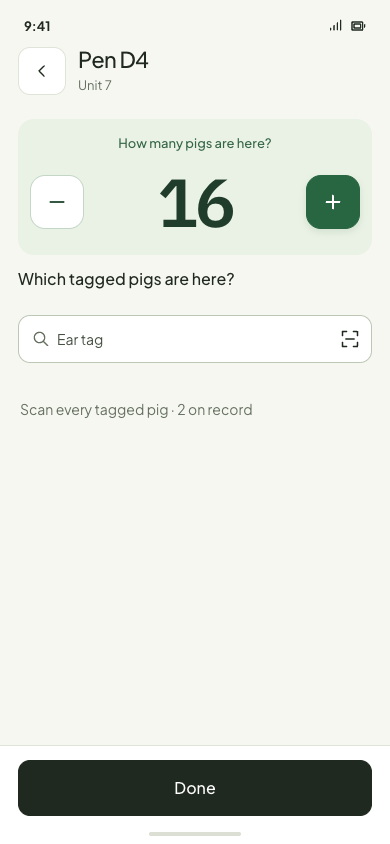 9:41
Pen D4
Unit 7
How many pigs are here?
16
Which tagged pigs are here?
Ear tag
Scan every tagged pig · 2 on record
Done